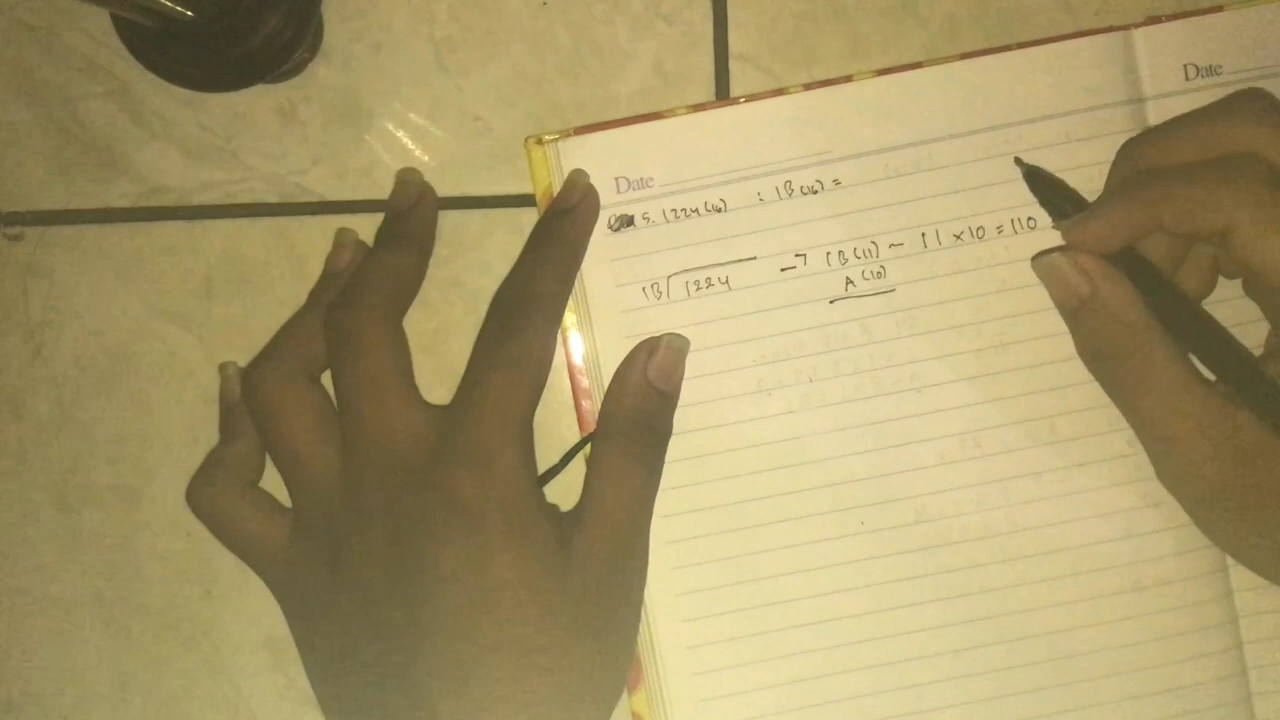 Date
Date
5. 1224(16) : 1B(16) =
1B 1224 → 1B(11) ~ 11 × 10 = 110
A(10)